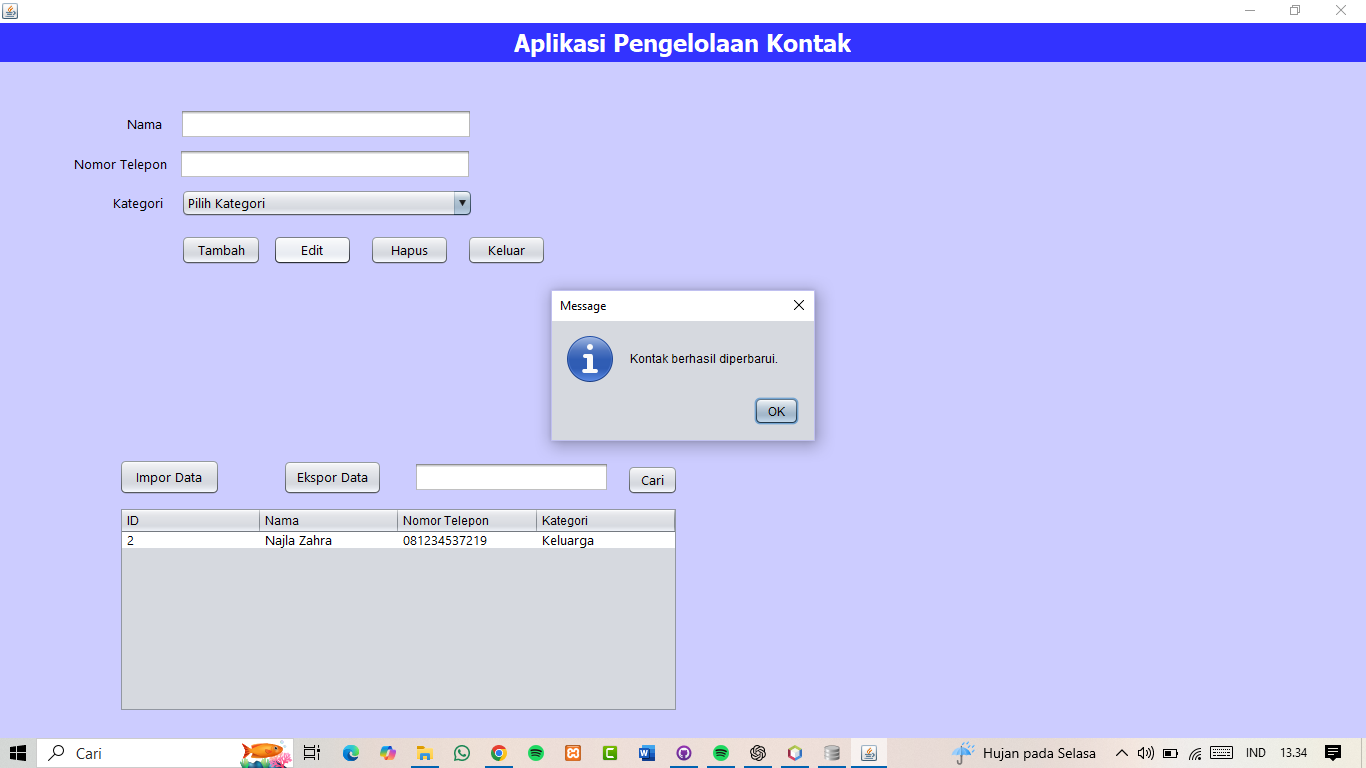 Aplikasi Pengelolaan Kontak
Nama
Nomor Telepon
Kategori Pilih Kategori
Tambah Edit Hapus Keluar
Message
Kontak berhasil diperbarui.
OK
Impor Data Ekspor Data Cari
ID Nama Nomor Telepon Kategori
2 Najla Zahra 081234537219 Keluarga
Cari Hujan pada Selasa IND 13.34